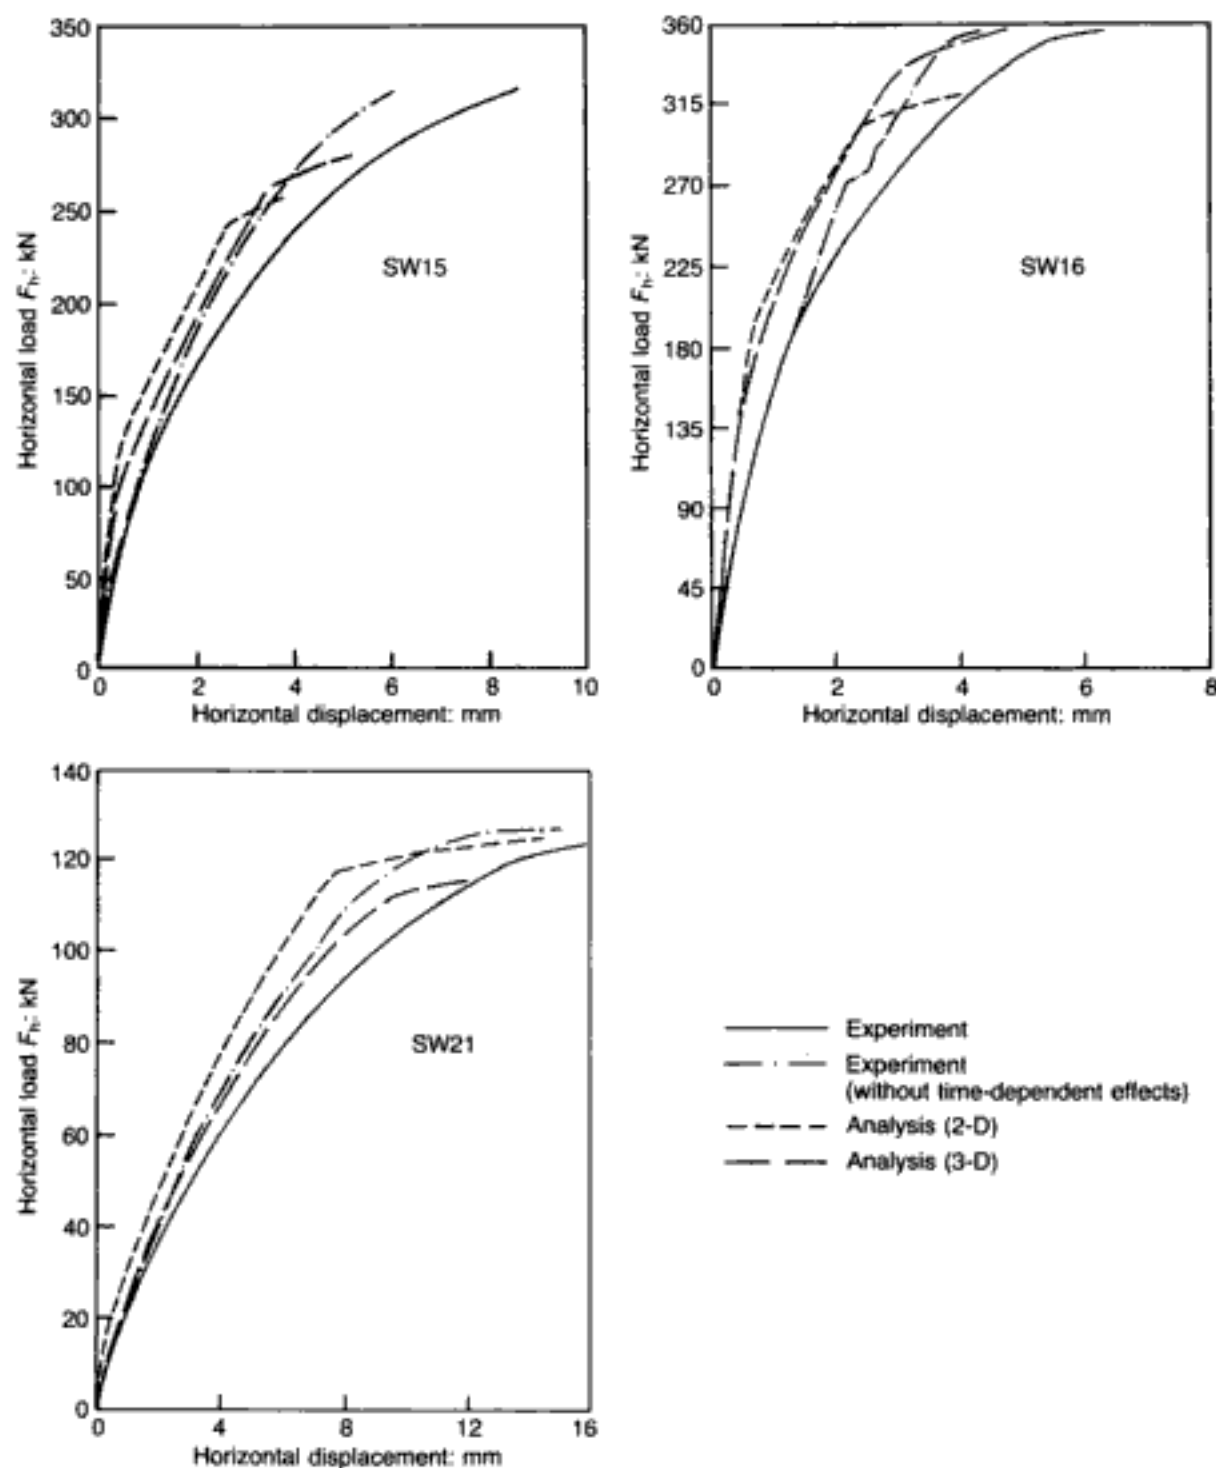 350
300
250
200
150
100
50
0
Horizontal load Fh: kN
SW15
0 2 4 6 8 10
Horizontal displacement: mm
360
315
270
225
180
135
90
45
0
Horizontal load Fh: kN
SW16
0 2 4 6 8
Horizontal displacement: mm
140
120
100
80
60
40
20
0
Horizontal load Fh: kN
SW21
0 4 8 12 16
Horizontal displacement: mm
Experiment
Experiment
(without time-dependent effects)
Analysis (2-D)
Analysis (3-D)